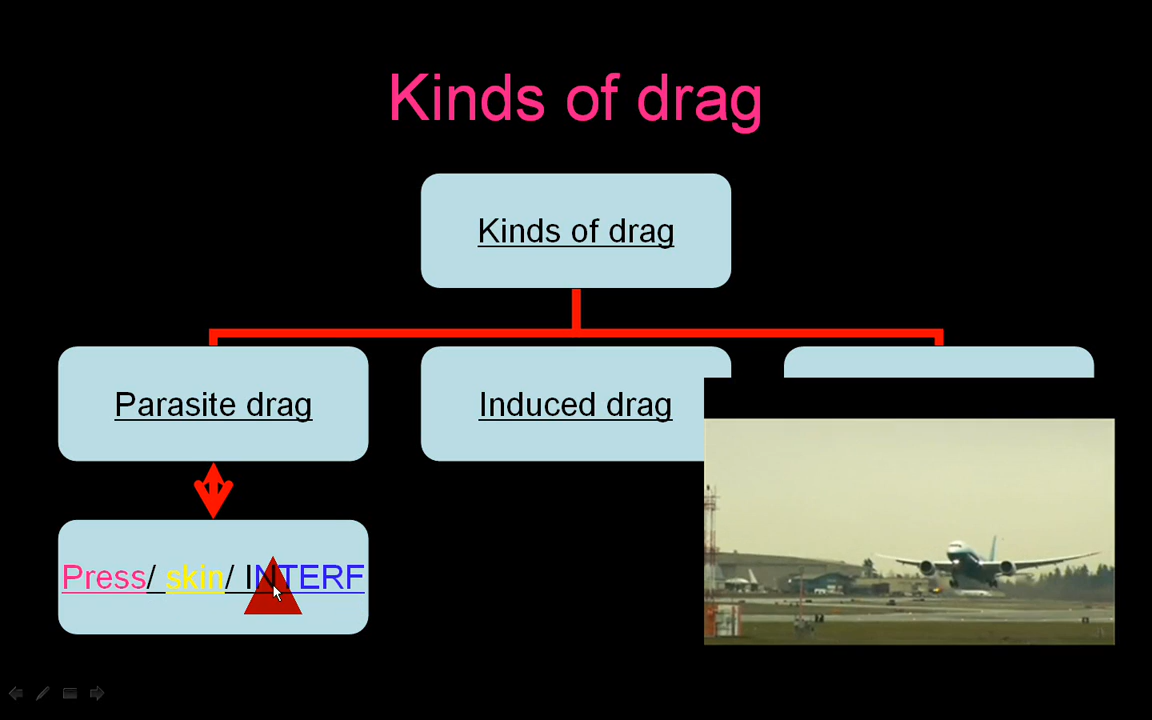 Kinds of drag
Kinds of drag
Parasite drag
Induced drag
Press/ skin/ INTERF